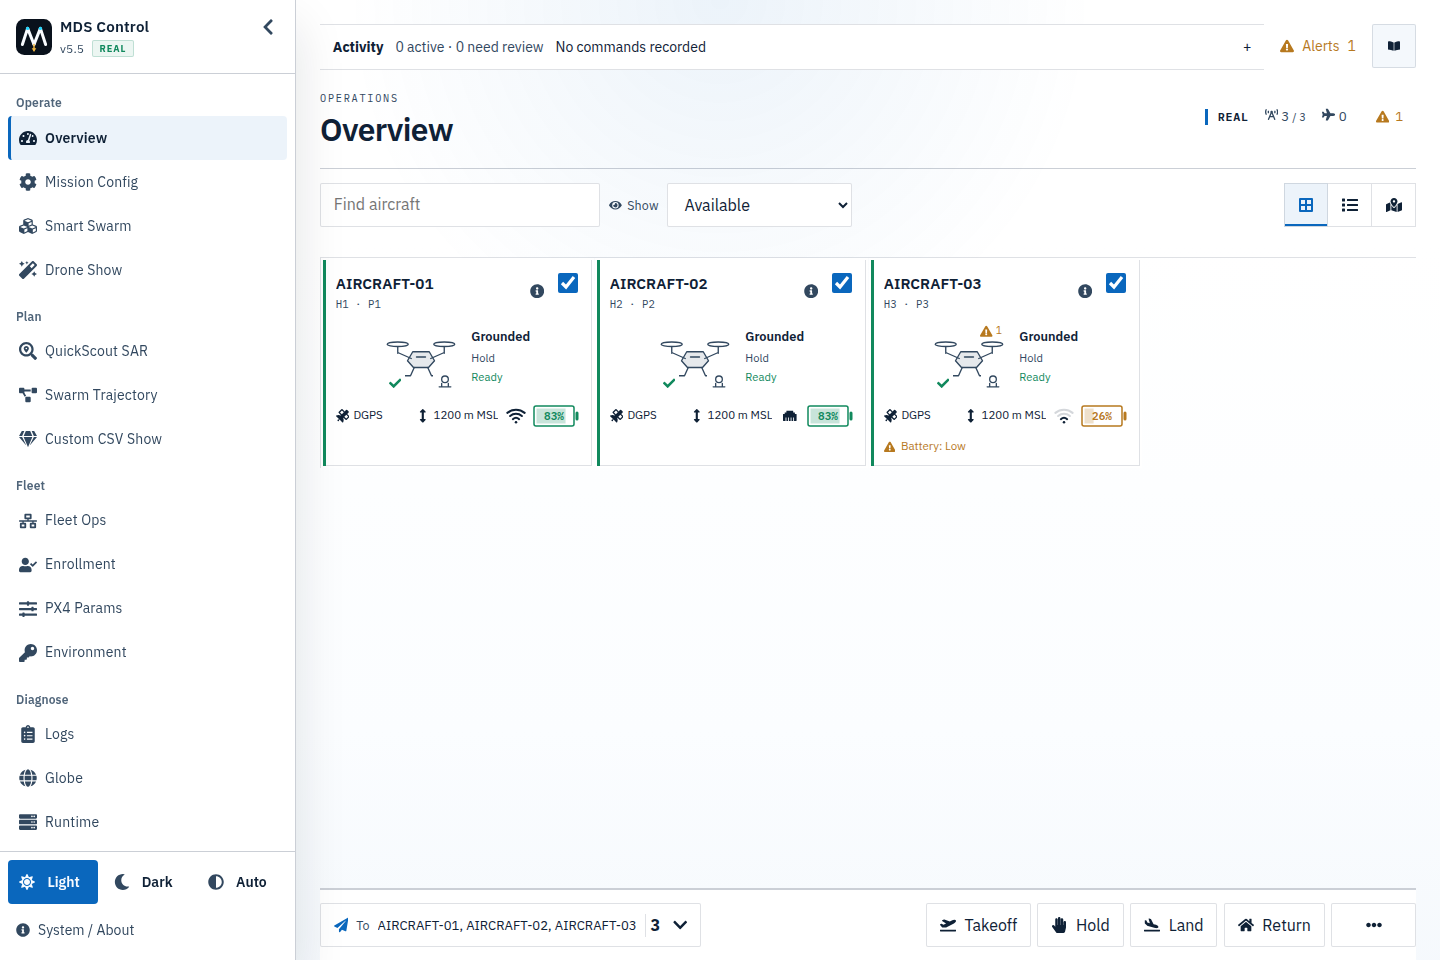 MDS Control
v5.5 REAL
Operate
Overview
Mission Config
Smart Swarm
Drone Show
Plan
QuickScout SAR
Swarm Trajectory
Custom CSV Show
Fleet
Fleet Ops
Enrollment
PX4 Params
Environment
Diagnose
Logs
Globe
Runtime
Light Dark Auto
System / About
Activity 0 active · 0 need review No commands recorded +
Alerts 1
OPERATIONS
Overview
REAL 3 / 3 0 1
Find aircraft Show Available
AIRCRAFT-01
H1 · P1
Grounded
Hold
Ready
DGPS 1200 m MSL 83%
AIRCRAFT-02
H2 · P2
Grounded
Hold
Ready
DGPS 1200 m MSL 83%
AIRCRAFT-03
H3 · P3
1
Grounded
Hold
Ready
DGPS 1200 m MSL 26%
Battery: Low
To AIRCRAFT-01, AIRCRAFT-02, AIRCRAFT-03 3
Takeoff Hold Land Return •••